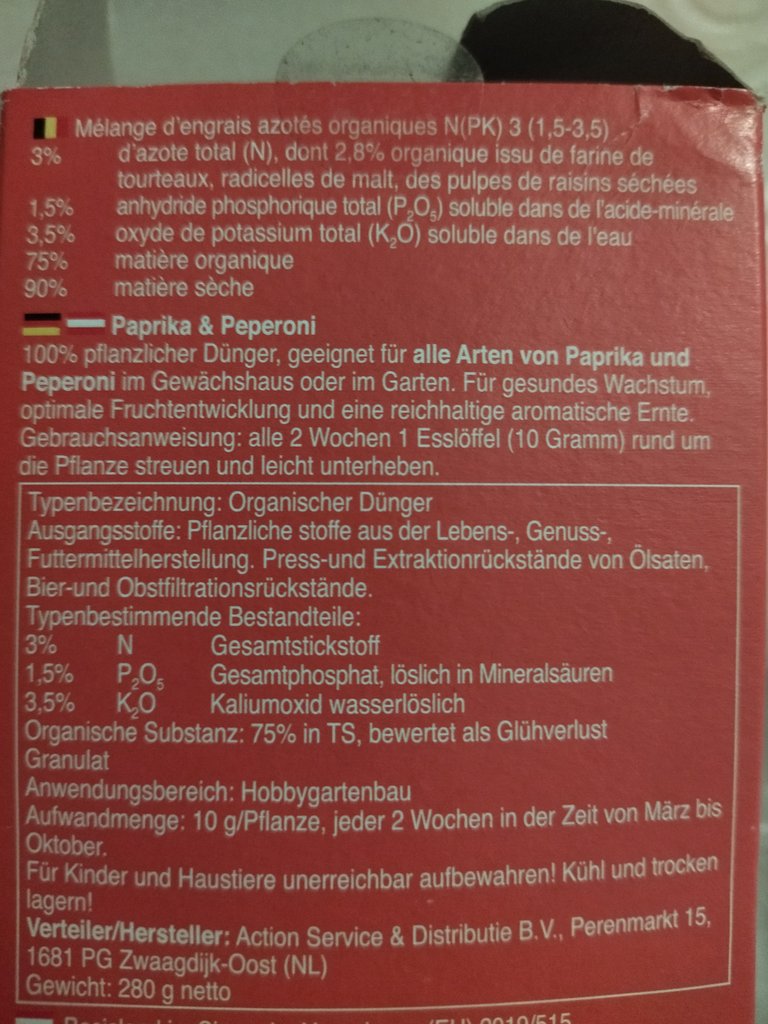 Mélange d'engrais azotés organiques N(PK) 3 (1,5-3,5)
3% d'azote total (N), dont 2,8% organique issu de farine de
tourteaux, radicelles de malt, des pulpes de raisins séchées
1,5% anhydride phosphorique total (P₂O₅) soluble dans de l'acide-minérale
3,5% oxyde de potassium total (K₂O) soluble dans de l'eau
75% matière organique
90% matière sèche
Paprika & Peperoni
100% pflanzlicher Dünger, geeignet für alle Arten von Paprika und
Peperoni im Gewächshaus oder im Garten. Für gesundes Wachstum,
optimale Fruchtentwicklung und eine reichhaltige aromatische Ernte.
Gebrauchsanweisung: alle 2 Wochen 1 Esslöffel (10 Gramm) rund um
die Pflanze streuen und leicht unterheben.
Typenbezeichnung: Organischer Dünger
Ausgangsstoffe: Pflanzliche stoffe aus der Lebens-, Genuss-,
Futtermittelherstellung. Press-und Extraktionrückstände von Ölsaten,
Bier-und Obstfiltrationsrückstände.
Typenbestimmende Bestandteile:
3% N Gesamtstickstoff
1,5% P₂O₅ Gesamtphosphat, löslich in Mineralsäuren
3,5% K₂O Kaliumoxid wasserlöslich
Organische Substanz: 75% in TS, bewertet als Glühverlust
Granulat
Anwendungsbereich: Hobbygartenbau
Aufwandmenge: 10 g/Pflanze, jeder 2 Wochen in der Zeit von März bis
Oktober.
Für Kinder und Haustiere unerreichbar aufbewahren! Kühl und trocken
lagern!
Verteiler/Hersteller: Action Service & Distributie B.V., Perenmarkt 15,
1681 PG Zwaagdijk-Oost (NL)
Gewicht: 280 g netto
(EU) 2019/515